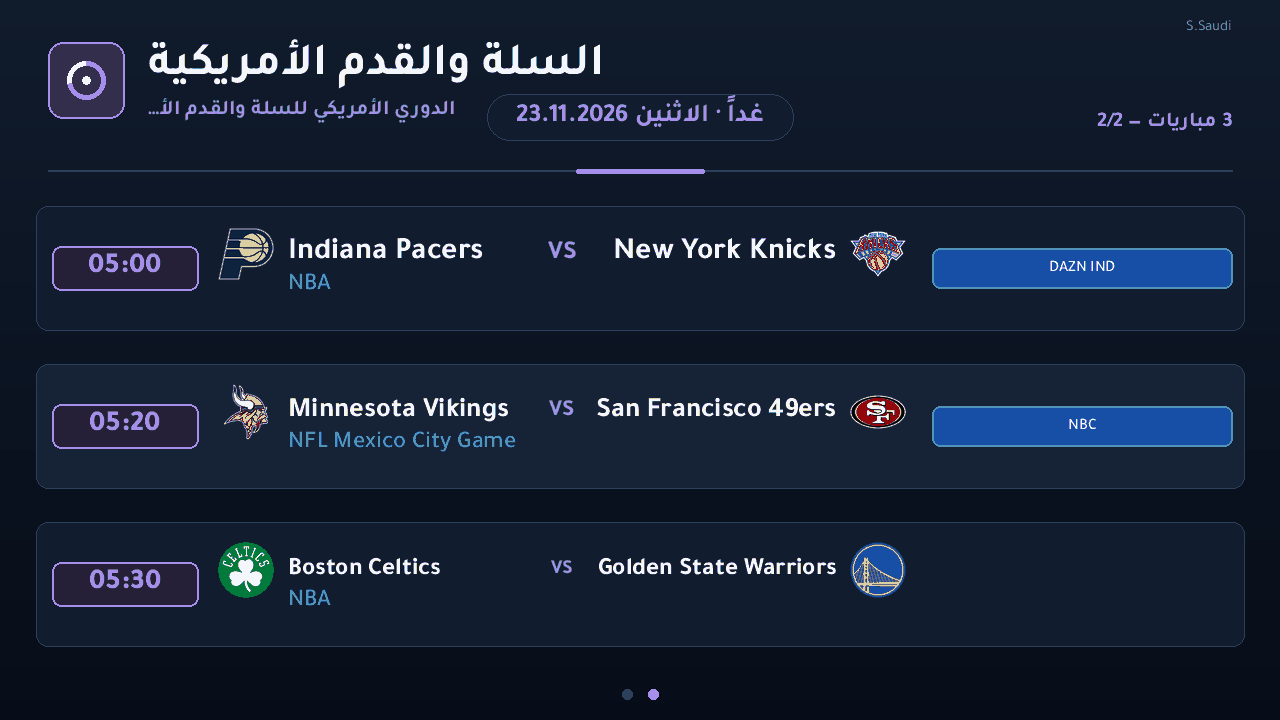 S.Saudi
السلة والقدم الأمريكية
الدوري الأمريكي للسلة والقدم الأ...
غداً · الاثنين 23.11.2026
3 مباريات – 2/2
05:00
Indiana Pacers VS New York Knicks
NBA
DAZN IND
05:20
Minnesota Vikings VS San Francisco 49ers
NFL Mexico City Game
NBC
05:30
Boston Celtics VS Golden State Warriors
NBA
CELTICS